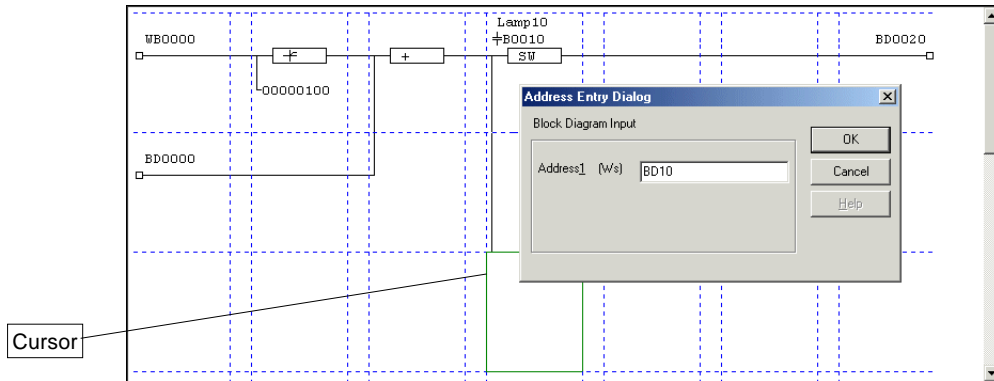 Lamp10
WB0000
B0010
BD0020
+
SW
00000100
BD0000
Address Entry Dialog
Block Diagram Input
OK
Address1 (Ws)
BD10
Cancel
Help
Cursor